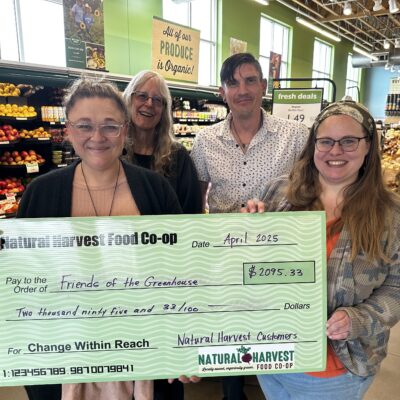 All of our
PRODUCE
is Organic!
fresh deals
1.49
Natural Harvest Food Co-op
Date April 2025
Pay to the
Order of Friends of the Greenhouse $2095.33
Two thousand ninty five and 33/100 Dollars
For Change Within Reach Natural Harvest Customers
NATURAL HARVEST
FOOD CO-OP
1:123456789: 9870079841